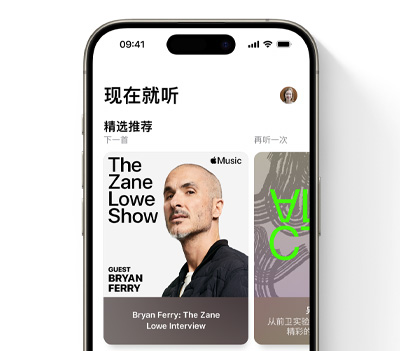 09:41
现在就听
精选推荐
下一首
再听一次
The
Zane
Lowe
Show
Music
GUEST
BRYAN
FERRY
Bryan Ferry: The Zane
Lowe Interview
从前卫实验
精彩的